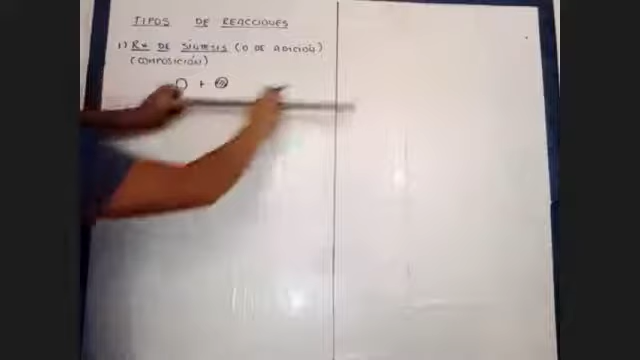 TIPOS DE REACCIONES
1) Rx DE SÍNTESIS (O DE ADICIÓN)
(COMPOSICIÓN)
+